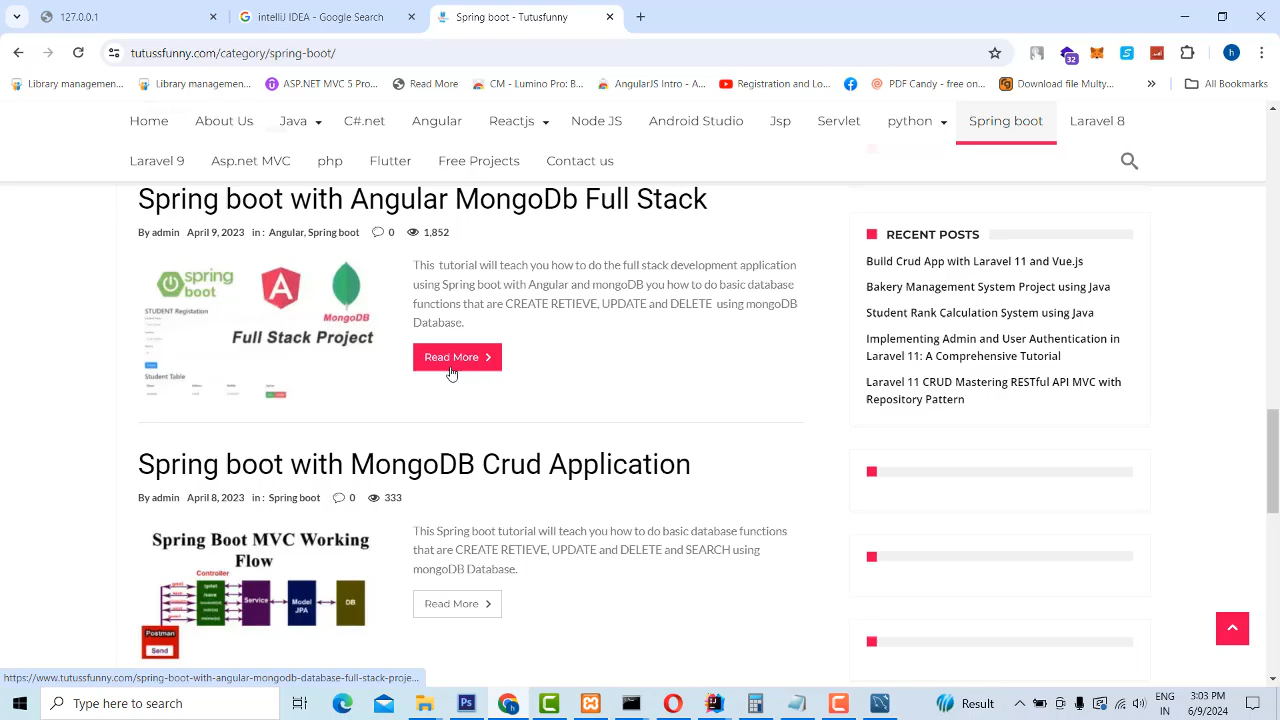 127.0.0.1
tutussfunny.com/category/spring-boot/
32
h
Library managemen...
Library managemen...
ASP.NET MVC 5 Pro...
Read More
CM - Lumino Pro: B...
AngularJS Intro - A...
Registration and Lo...
PDF Candy - edit P...
Download file Multy...
All Bookmarks
Home
About Us
Java
C#.net
Angular
Reactjs
Node JS
Android Studio
Jsp
Servlet
python
Spring boot
Laravel 8
Laravel 9
Asp.net MVC
php
Flutter
Free Projects
Contact us
Spring boot with Angular MongoDb Full Stack
By admin April 9, 2023 in : Angular, Spring boot 0 1,852
spring boot
STUDENT Registation
MongoDB
Full Stack Project
Student Table
This tutorial will teach you how to do the full stack development application
using Spring boot with Angular and mongoDB you how to do basic database
functions that are CREATE RETIEVE, UPDATE and DELETE using mongoDB
Database.
Read More
Spring boot with MongoDB Crud Application
By admin April 8, 2023 in : Spring boot 0 333
Spring Boot MVC Working
Flow
Controller
Service
Model
JPA
DB
Postman
Send
This Spring boot tutorial will teach you how to do basic database functions
that are CREATE RETIEVE, UPDATE and DELETE and SEARCH using
mongoDB Database.
Read More
RECENT POSTS
Build Crud App with Laravel 11 and Vue.js
Bakery Management System Project using Java
Student Rank Calculation System using Java
Implementing Admin and User Authentication in
Laravel 11: A Comprehensive Tutorial
Laravel 11 CRUD Mastering RESTful API MVC with
Repository Pattern
https://www.tutussfunny.com/spring-boot-with-angular-mongodb-database-full-stack-proje...
Type here to search
Results
ENG
IN
3:03 PM
6/9/2024